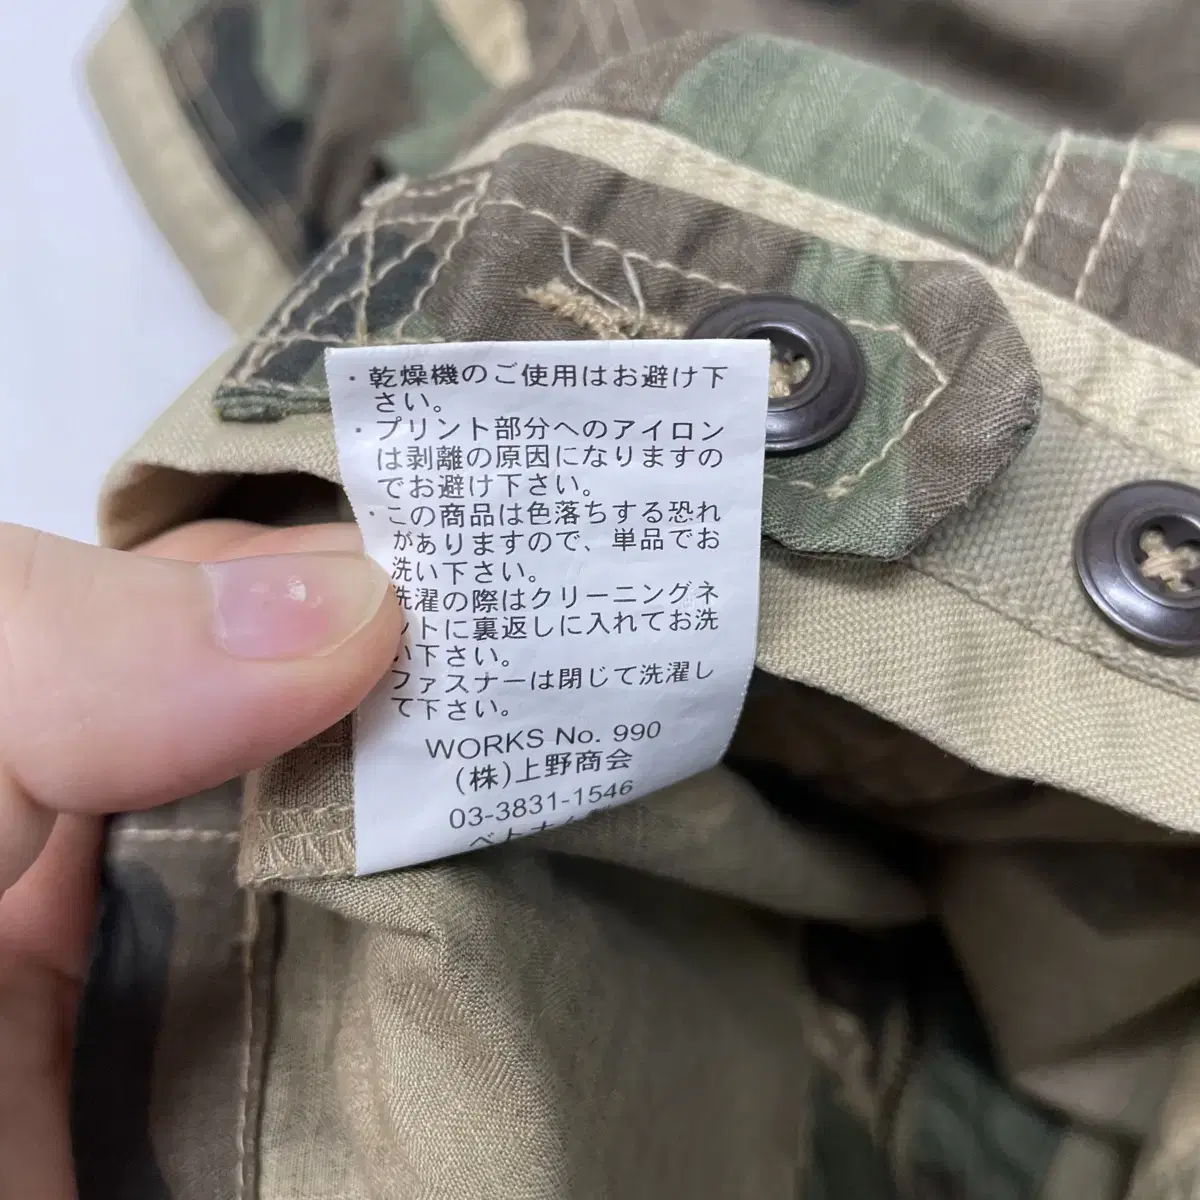 ・乾燥機のご使用はお避け下
さい。
・プリント部分へのアイロン
は剥離の原因になりますの
でお避け下さい。
・この商品は色落ちする恐れ
がありますので、単品でお
洗い下さい。
洗濯の際はクリーニングネ
ットに裏返しに入れてお洗
い下さい。
ファスナーは閉じて洗濯し
て下さい。
WORKS No. 990
(株)上野商会
03-3831-1546